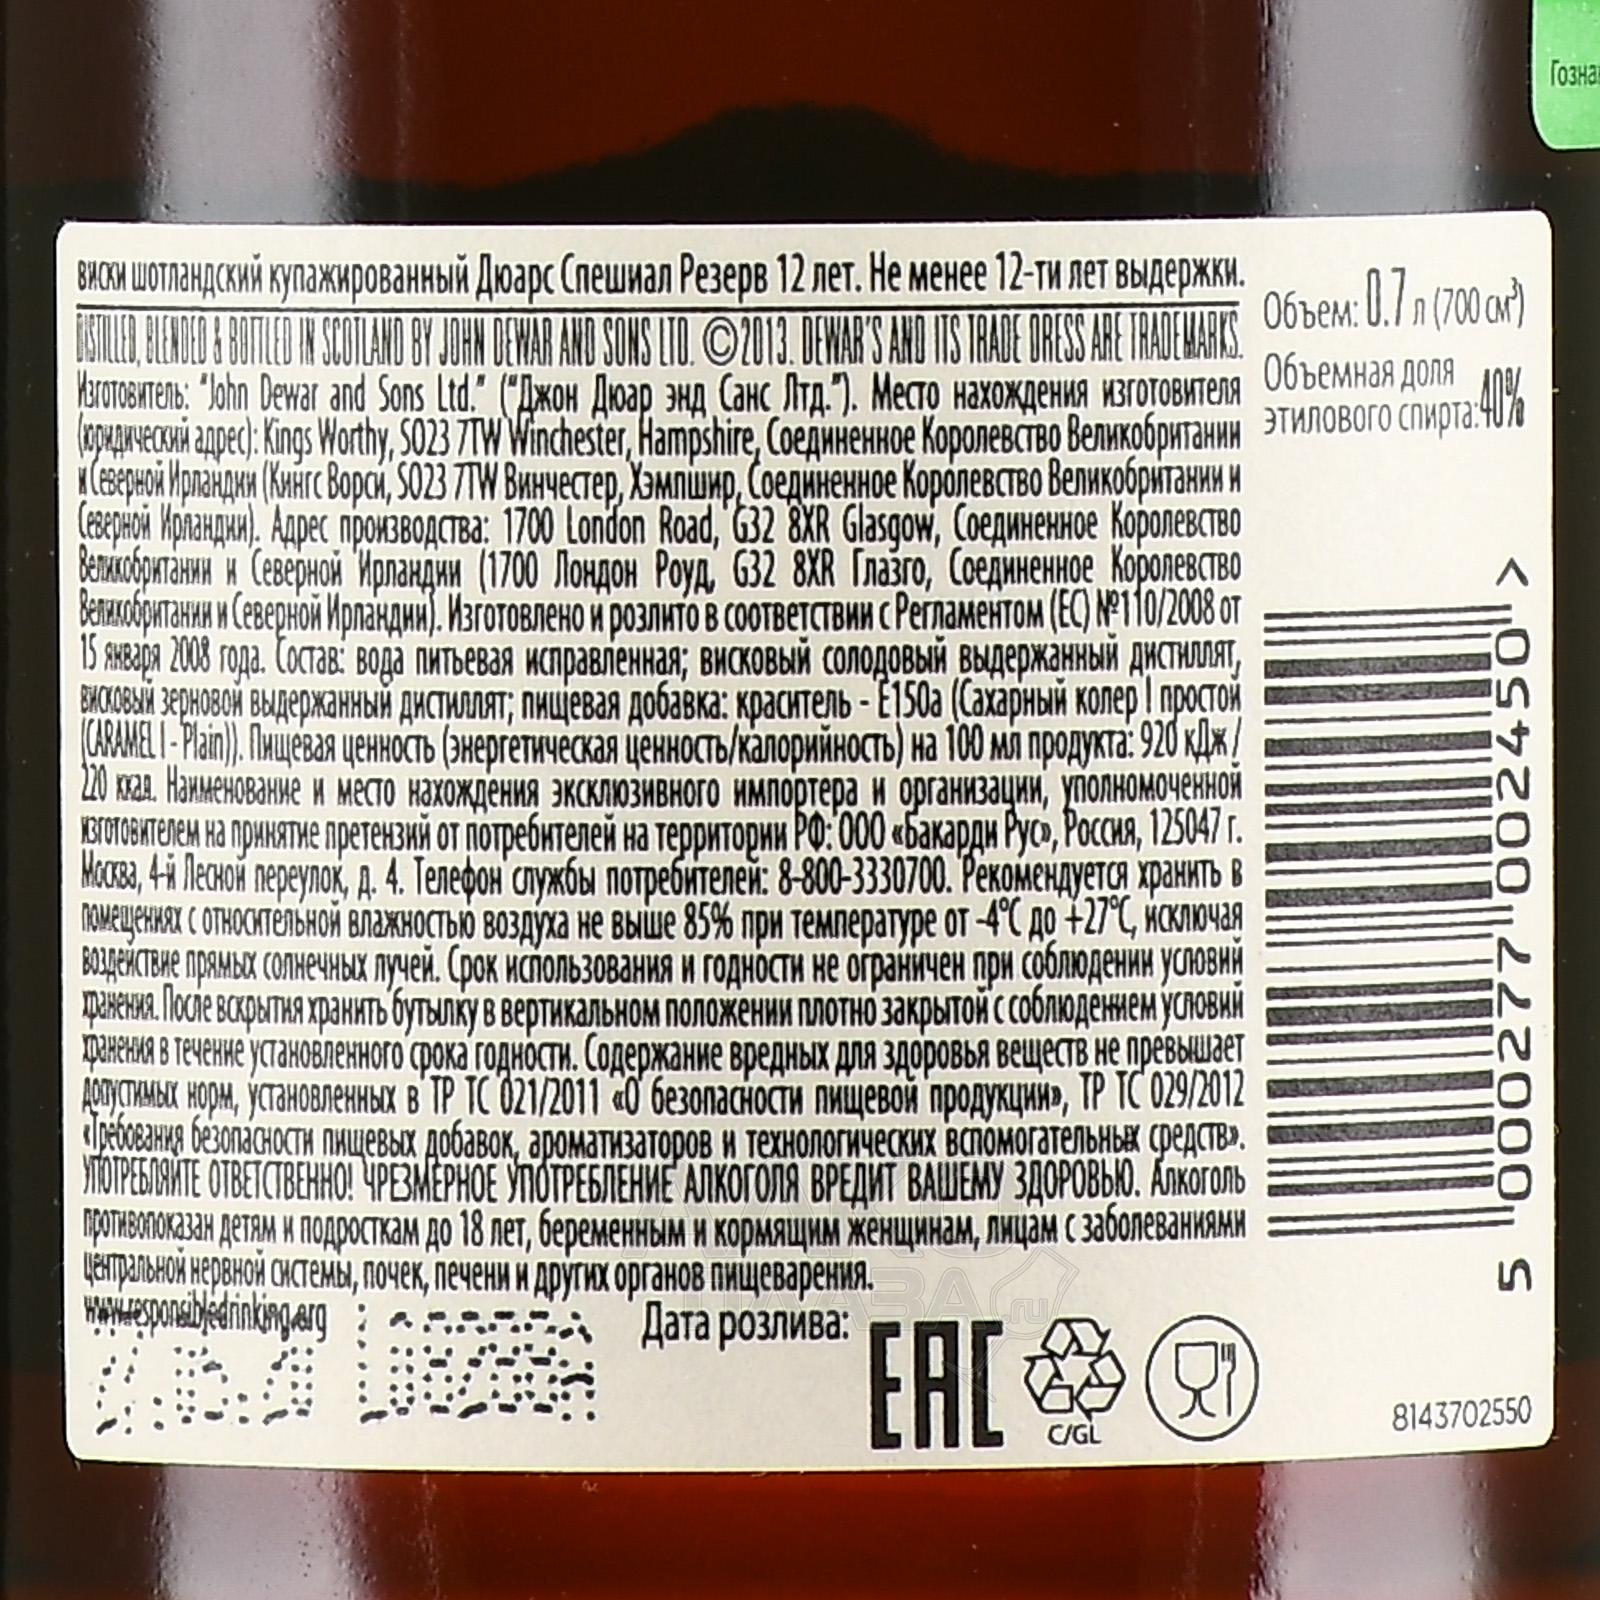 Гозна
виски шотландский купажированный Дюарс Спешиал Резерв 12 лет. Не менее 12-ти лет выдержки.
DISTILLED, BLENDED & BOTTLED IN SCOTLAND BY JOHN DEWAR AND SONS LTD. ©2013. DEWAR'S AND ITS TRADE DRESS ARE TRADEMARKS.
Изготовитель: "John Dewar and Sons Ltd." ("Джон Дюар энд Санс Лтд."). Место нахождения изготовителя
(юридический адрес): Kings Worthy, SO23 7TW Winchester, Hampshire, Соединенное Королевство Великобритании
и Северной Ирландии (Кингс Ворси, SO23 7TW Винчестер, Хэмпшир, Соединенное Королевство Великобритании и
Северной Ирландии). Адрес производства: 1700 London Road, G32 8XR Glasgow, Соединенное Королевство
Великобритании и Северной Ирландии (1700 Лондон Роуд, G32 8XR Глазго, Соединенное Королевство
Великобритании и Северной Ирландии). Изготовлено и розлито в соответствии с Регламентом (ЕС) №110/2008 от
15 января 2008 года. Состав: вода питьевая исправленная; висковый солодовый выдержанный дистиллят,
висковый зерновой выдержанный дистиллят; пищевая добавка: краситель - Е150а (Сахарный колер I простой
(CARAMEL I - Plain)). Пищевая ценность (энергетическая ценность/калорийность) на 100 мл продукта: 920 кДж /
220 ккал. Наименование и место нахождения эксклюзивного импортера и организации, уполномоченной
изготовителем на принятие претензий от потребителей на территории РФ: ООО «Бакарди Рус», Россия, 125047 г.
Москва, 4-й Лесной переулок, д. 4. Телефон службы потребителей: 8-800-3330700. Рекомендуется хранить в
помещениях с относительной влажностью воздуха не выше 85% при температуре от -4°С до +27°С, исключая
воздействие прямых солнечных лучей. Срок использования и годности не ограничен при соблюдении условий
хранения. После вскрытия хранить бутылку в вертикальном положении плотно закрытой с соблюдением условий
хранения в течение установленного срока годности. Содержание вредных для здоровья веществ не превышает
допустимых норм, установленных в ТР ТС 021/2011 «О безопасности пищевой продукции», ТР ТС 029/2012
«Требования безопасности пищевых добавок, ароматизаторов и технологических вспомогательных средств».
УПОТРЕБЛЯЙТЕ ОТВЕТСТВЕННО! ЧРЕЗМЕРНОЕ УПОТРЕБЛЕНИЕ АЛКОГОЛЯ ВРЕДИТ ВАШЕМУ ЗДОРОВЬЮ. Алкоголь
противопоказан детям и подросткам до 18 лет, беременным и кормящим женщинам, лицам с заболеваниями
центральной нервной системы, почек, печени и других органов пищеварения.
www.responsibledrinking.org
Дата розлива:
EAC
C/GL
Объем: 0.7 л (700 см³)
Объемная доля
этилового спирта: 40%
5 000277 002450 >
8143702550